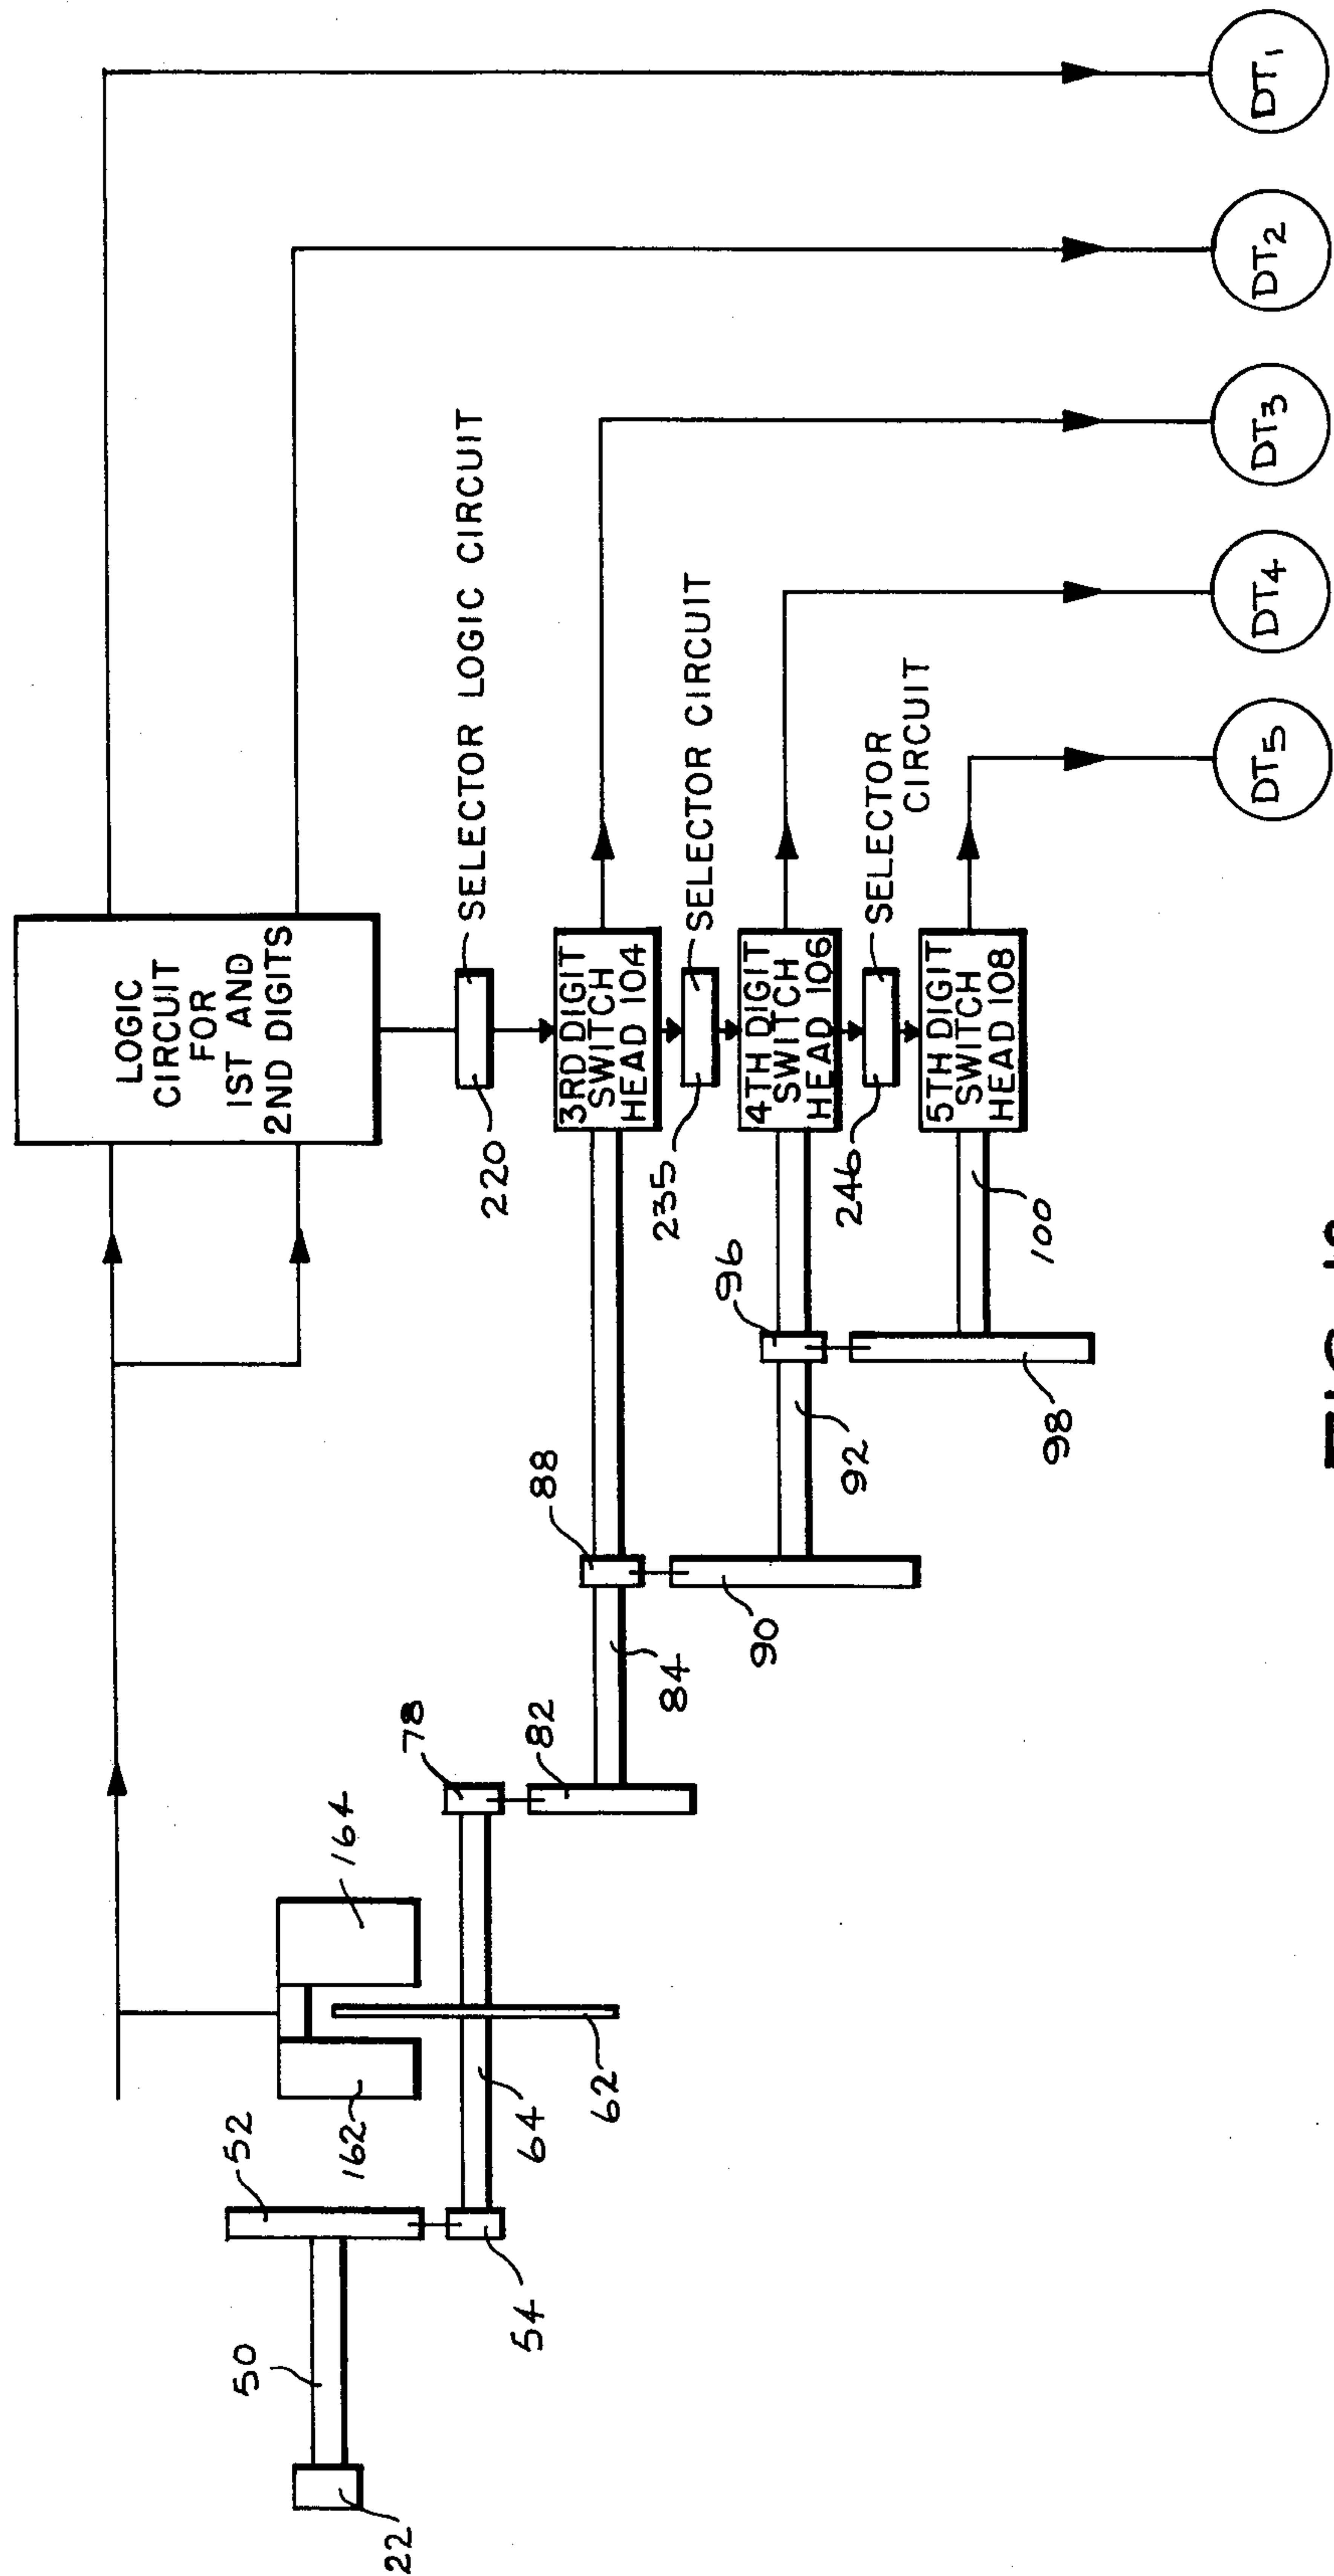 22
50
52
54
162
164
64
62
78
82
84
88
90
92
96
98
100
LOGIC
CIRCUIT
FOR
1ST AND
2ND DIGITS
220
SELECTOR LOGIC CIRCUIT
3RD DIGIT
SWITCH
HEAD 104
235
SELECTOR CIRCUIT
4TH DIGIT
SWITCH
HEAD 106
246
SELECTOR
CIRCUIT
5TH DIGIT
SWITCH
HEAD 108
DT5
DT4
DT3
DT2
DT1